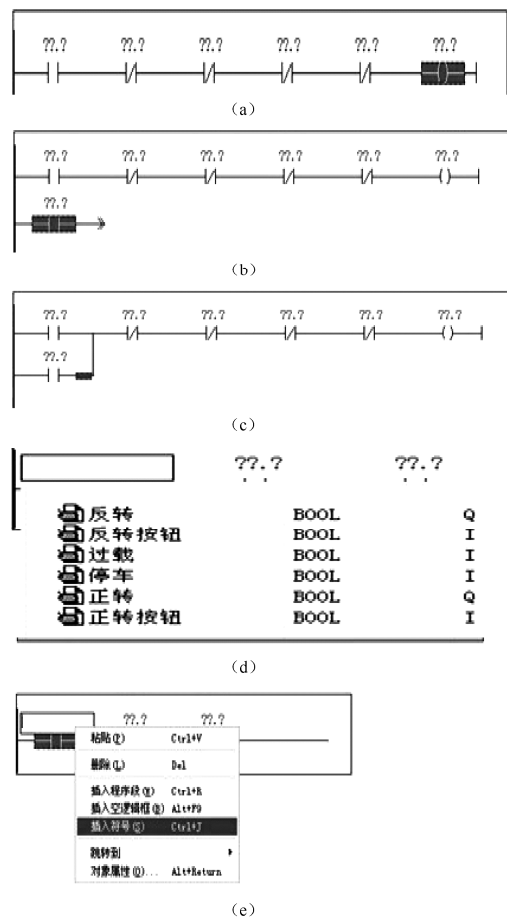 ??.? ??.? ??.? ??.? ??.? ??.?
(a)
??.? ??.? ??.? ??.? ??.? ??.?
??.?
(b)
??.? ??.? ??.? ??.? ??.? ??.?
??.?
(c)
??.? ??.?
反转 BOOL Q
反转按钮 BOOL I
过载 BOOL I
停车 BOOL I
正转 BOOL Q
正转按钮 BOOL I
(d)
??.? ??.?
粘贴(P) Ctrl+V
删除(L) Del
插入程序段(W) Ctrl+R
插入空逻辑框(B) Alt+F9
插入符号(S) Ctrl+J
跳转到
对象属性(O)... Alt+Return
(e)